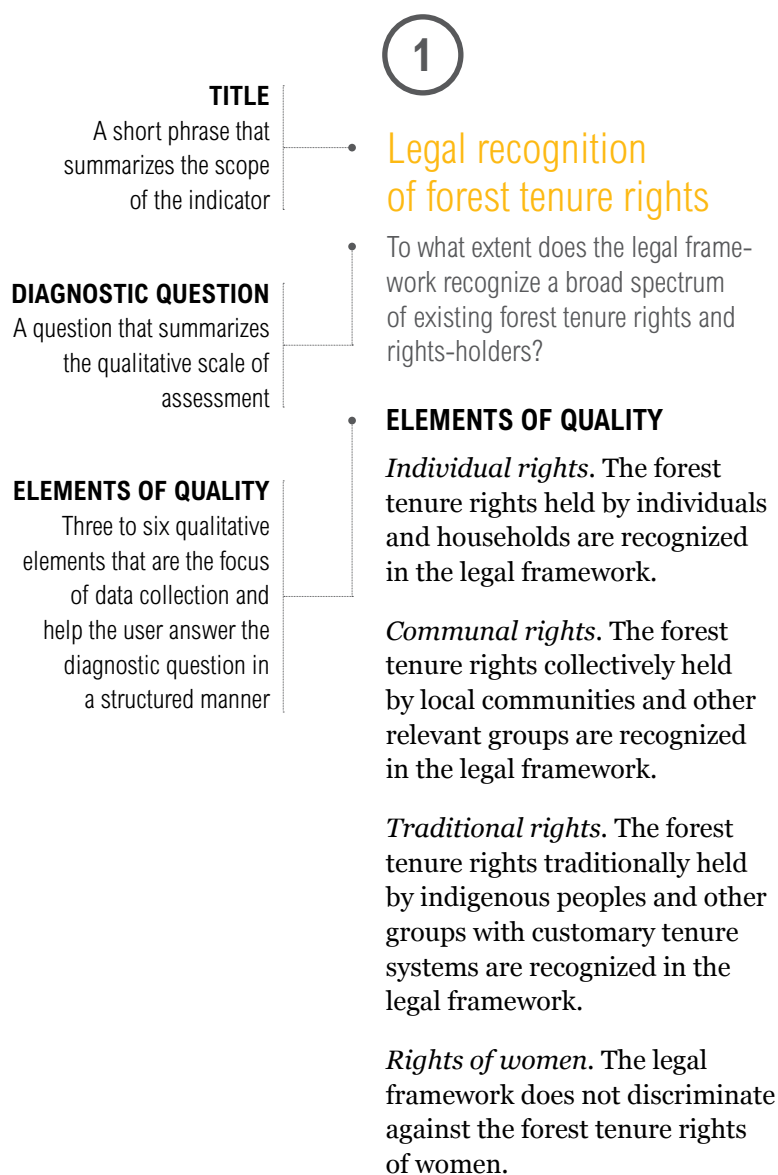 1
TITLE
A short phrase that
summarizes the scope
of the indicator
Legal recognition
of forest tenure rights
DIAGNOSTIC QUESTION
A question that summarizes
the qualitative scale of
assessment
To what extent does the legal frame-
work recognize a broad spectrum
of existing forest tenure rights and
rights-holders?
ELEMENTS OF QUALITY
Three to six qualitative
elements that are the focus
of data collection and
help the user answer the
diagnostic question in
a structured manner
ELEMENTS OF QUALITY
Individual rights. The forest
tenure rights held by individuals
and households are recognized
in the legal framework.
Communal rights. The forest
tenure rights collectively held
by local communities and other
relevant groups are recognized
in the legal framework.
Traditional rights. The forest
tenure rights traditionally held
by indigenous peoples and other
groups with customary tenure
systems are recognized in the
legal framework.
Rights of women. The legal
framework does not discriminate
against the forest tenure rights
of women.